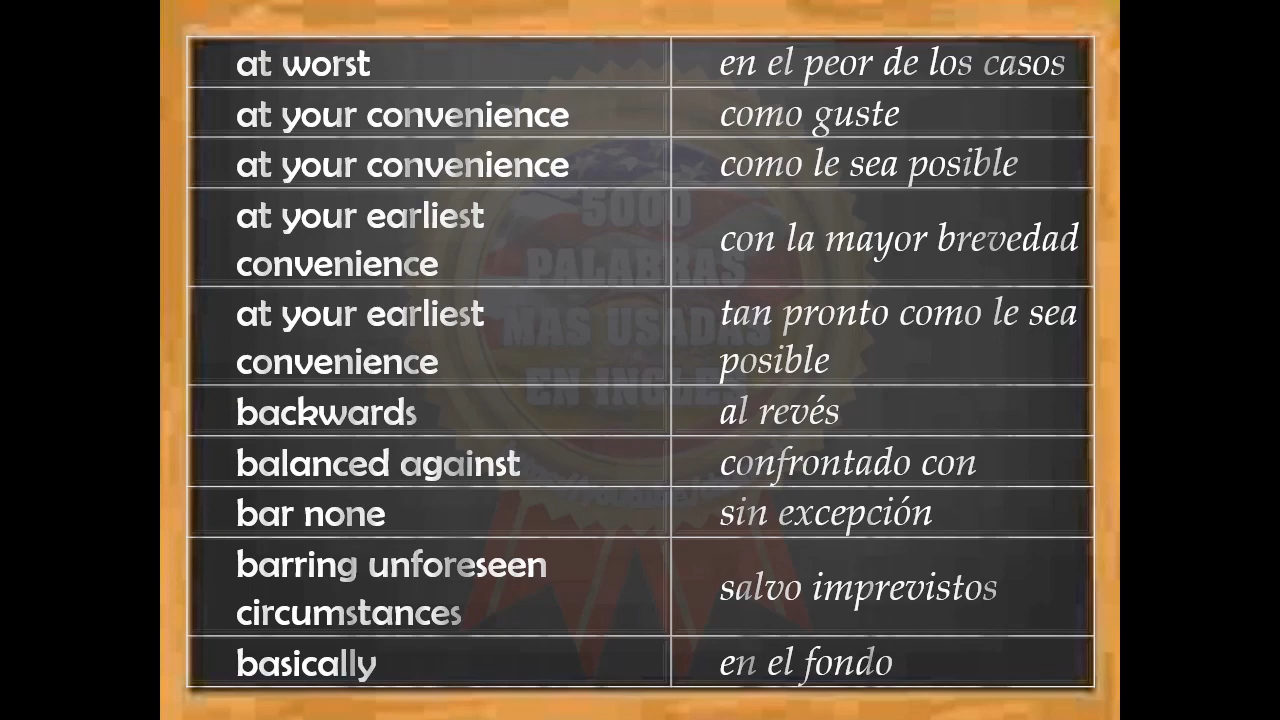 at worst en el peor de los casos
at your convenience como guste
at your convenience como le sea posible
at your earliest
convenience
con la mayor brevedad
at your earliest
convenience
tan pronto como le sea
posible
backwards al revés
balanced against confrontado con
bar none sin excepción
barring unforeseen
circumstances
salvo imprevistos
basically en el fondo
5000
PALABRAS
MAS USADAS
EN INGLES